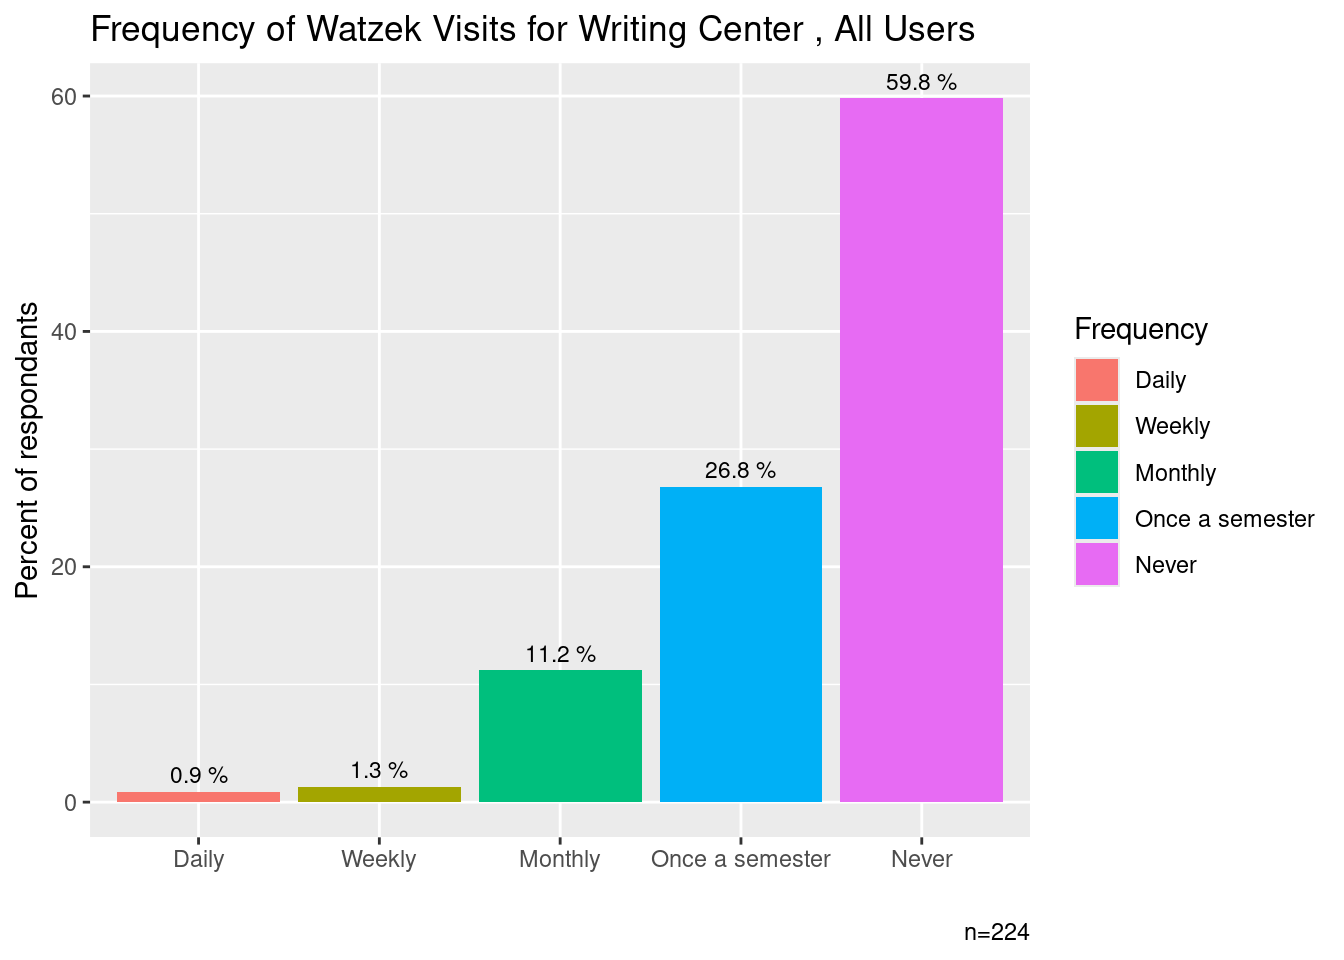 Frequency of Watzek Visits for Writing Center , All Users
59.8 %
60
40
26.8 %
20
11.2 %
1.3 %
0.9 %
0
Percent of respondants
Daily
Weekly
Monthly
Once a semester
Never
Frequency
Daily
Weekly
Monthly
Once a semester
Never
n=224